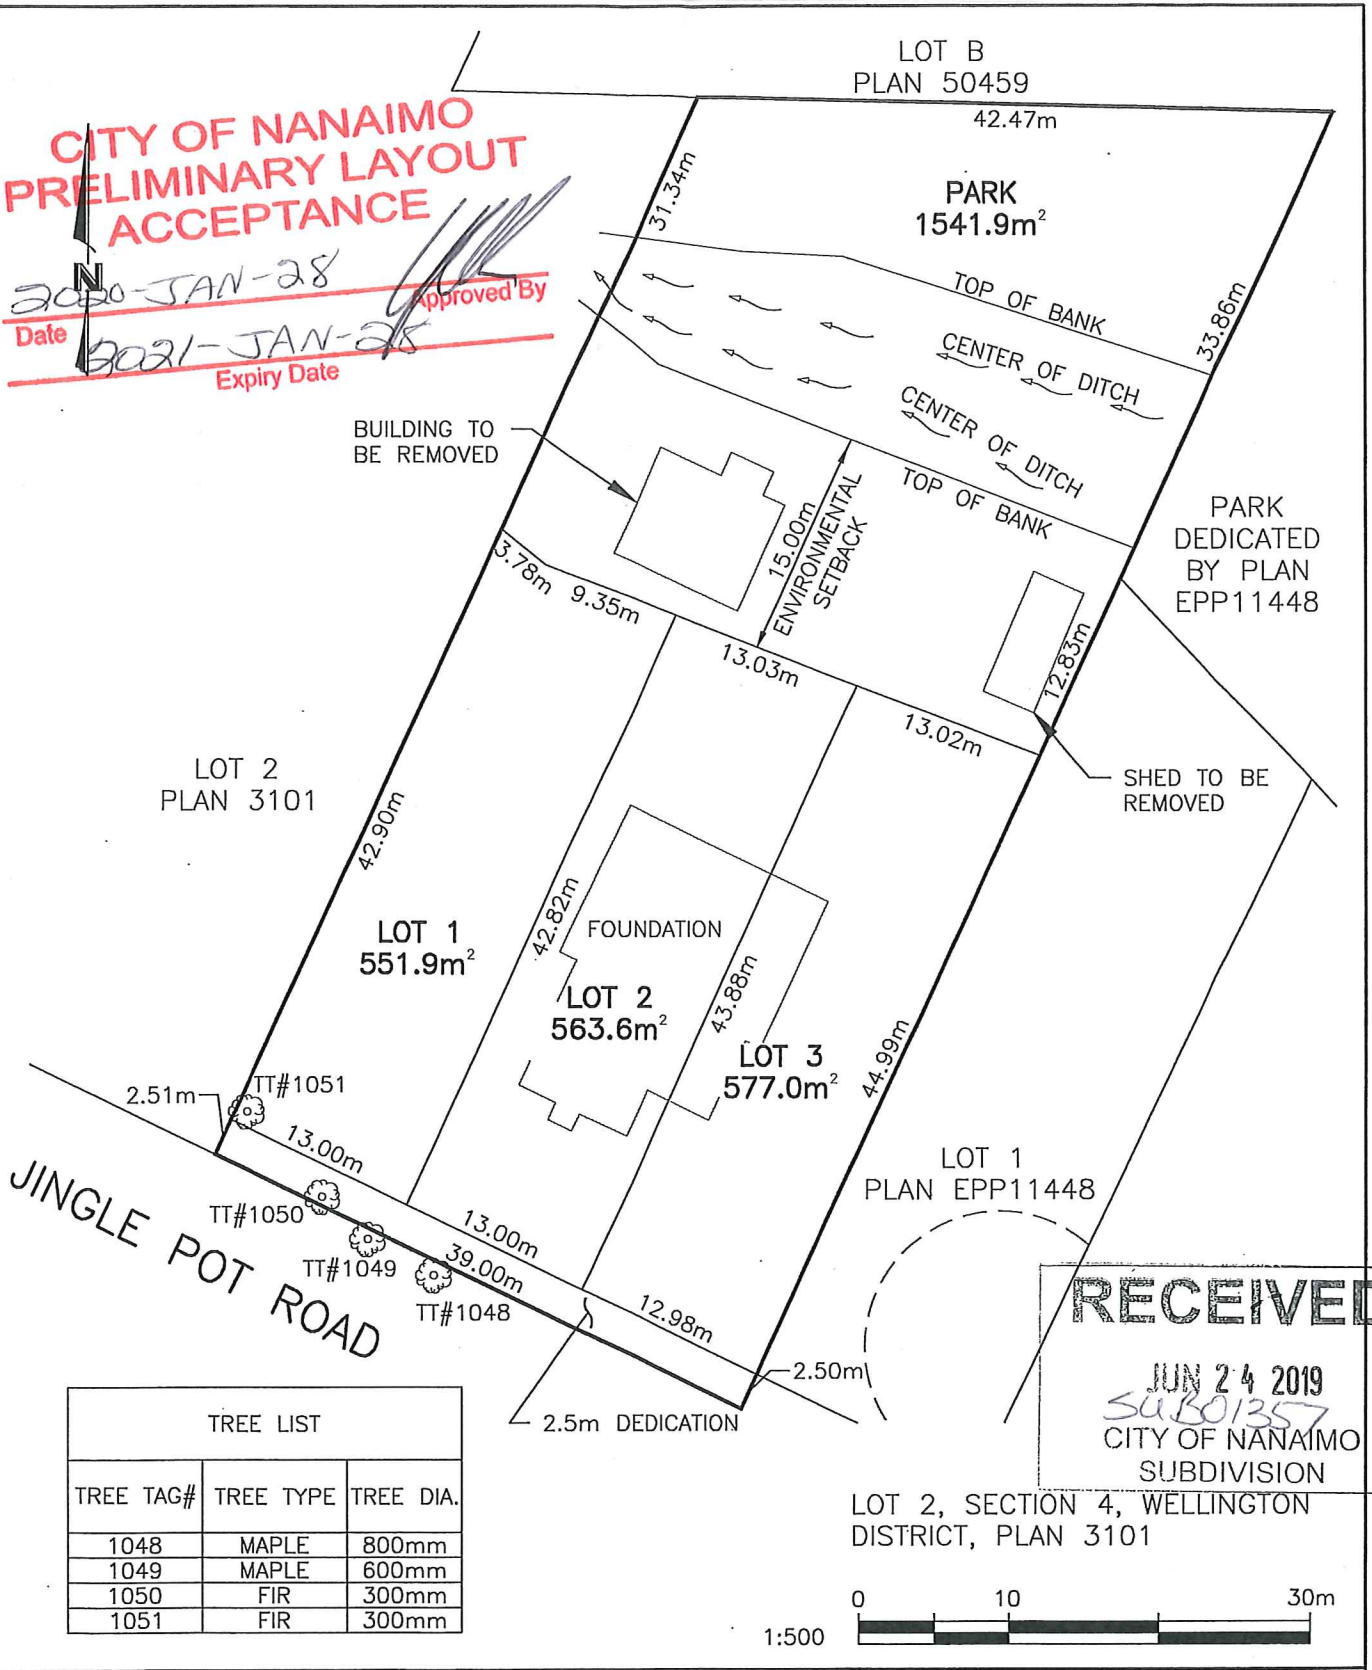 LOT B
PLAN 50459
42.47m
CITY OF NANAIMO
PRELIMINARY LAYOUT
ACCEPTANCE
N
2020-JAN-28
Date
Approved By
2021-JAN-28
Expiry Date
31.34m
PARK
1541.9m²
TOP OF BANK
33.86m
CENTER OF DITCH
CENTER OF DITCH
TOP OF BANK
BUILDING TO
BE REMOVED
15.00m
ENVIRONMENTAL
SETBACK
PARK
DEDICATED
BY PLAN
EPP11448
3.78m
9.35m
13.03m
12.83m
13.02m
SHED TO BE
REMOVED
LOT 2
PLAN 3101
42.90m
42.82m
FOUNDATION
43.88m
44.99m
LOT 1
551.9m²
LOT 2
563.6m²
LOT 3
577.0m²
2.51m
TT#1051
13.00m
TT#1050
13.00m
TT#1049
39.00m
TT#1048
12.98m
2.50m
2.5m DEDICATION
JINGLE POT ROAD
LOT 1
PLAN EPP11448
RECEIVED
JUN 24 2019
SUB01357
CITY OF NANAIMO
SUBDIVISION
LOT 2, SECTION 4, WELLINGTON
DISTRICT, PLAN 3101
TREE LIST
TREE TAG# TREE TYPE TREE DIA.
1048 MAPLE 800mm
1049 MAPLE 600mm
1050 FIR 300mm
1051 FIR 300mm
0 10 30m
1:500